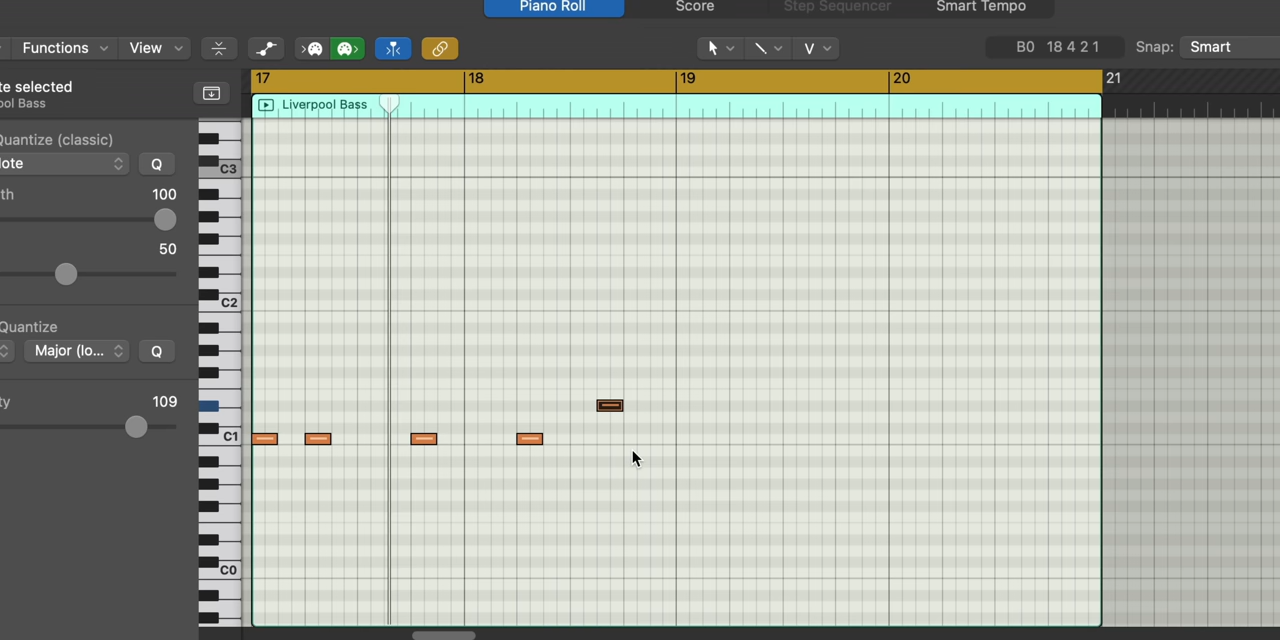 Piano Roll Score Step Sequencer Smart Tempo
Functions View B0 18 4 2 1 Snap: Smart
te selected
ool Bass
17 18 19 20 21
Liverpool Bass
Quantize (classic)
lote Q
th 100
50
Quantize
Major (lo... Q
ty 109
C3
C2
C1
C0